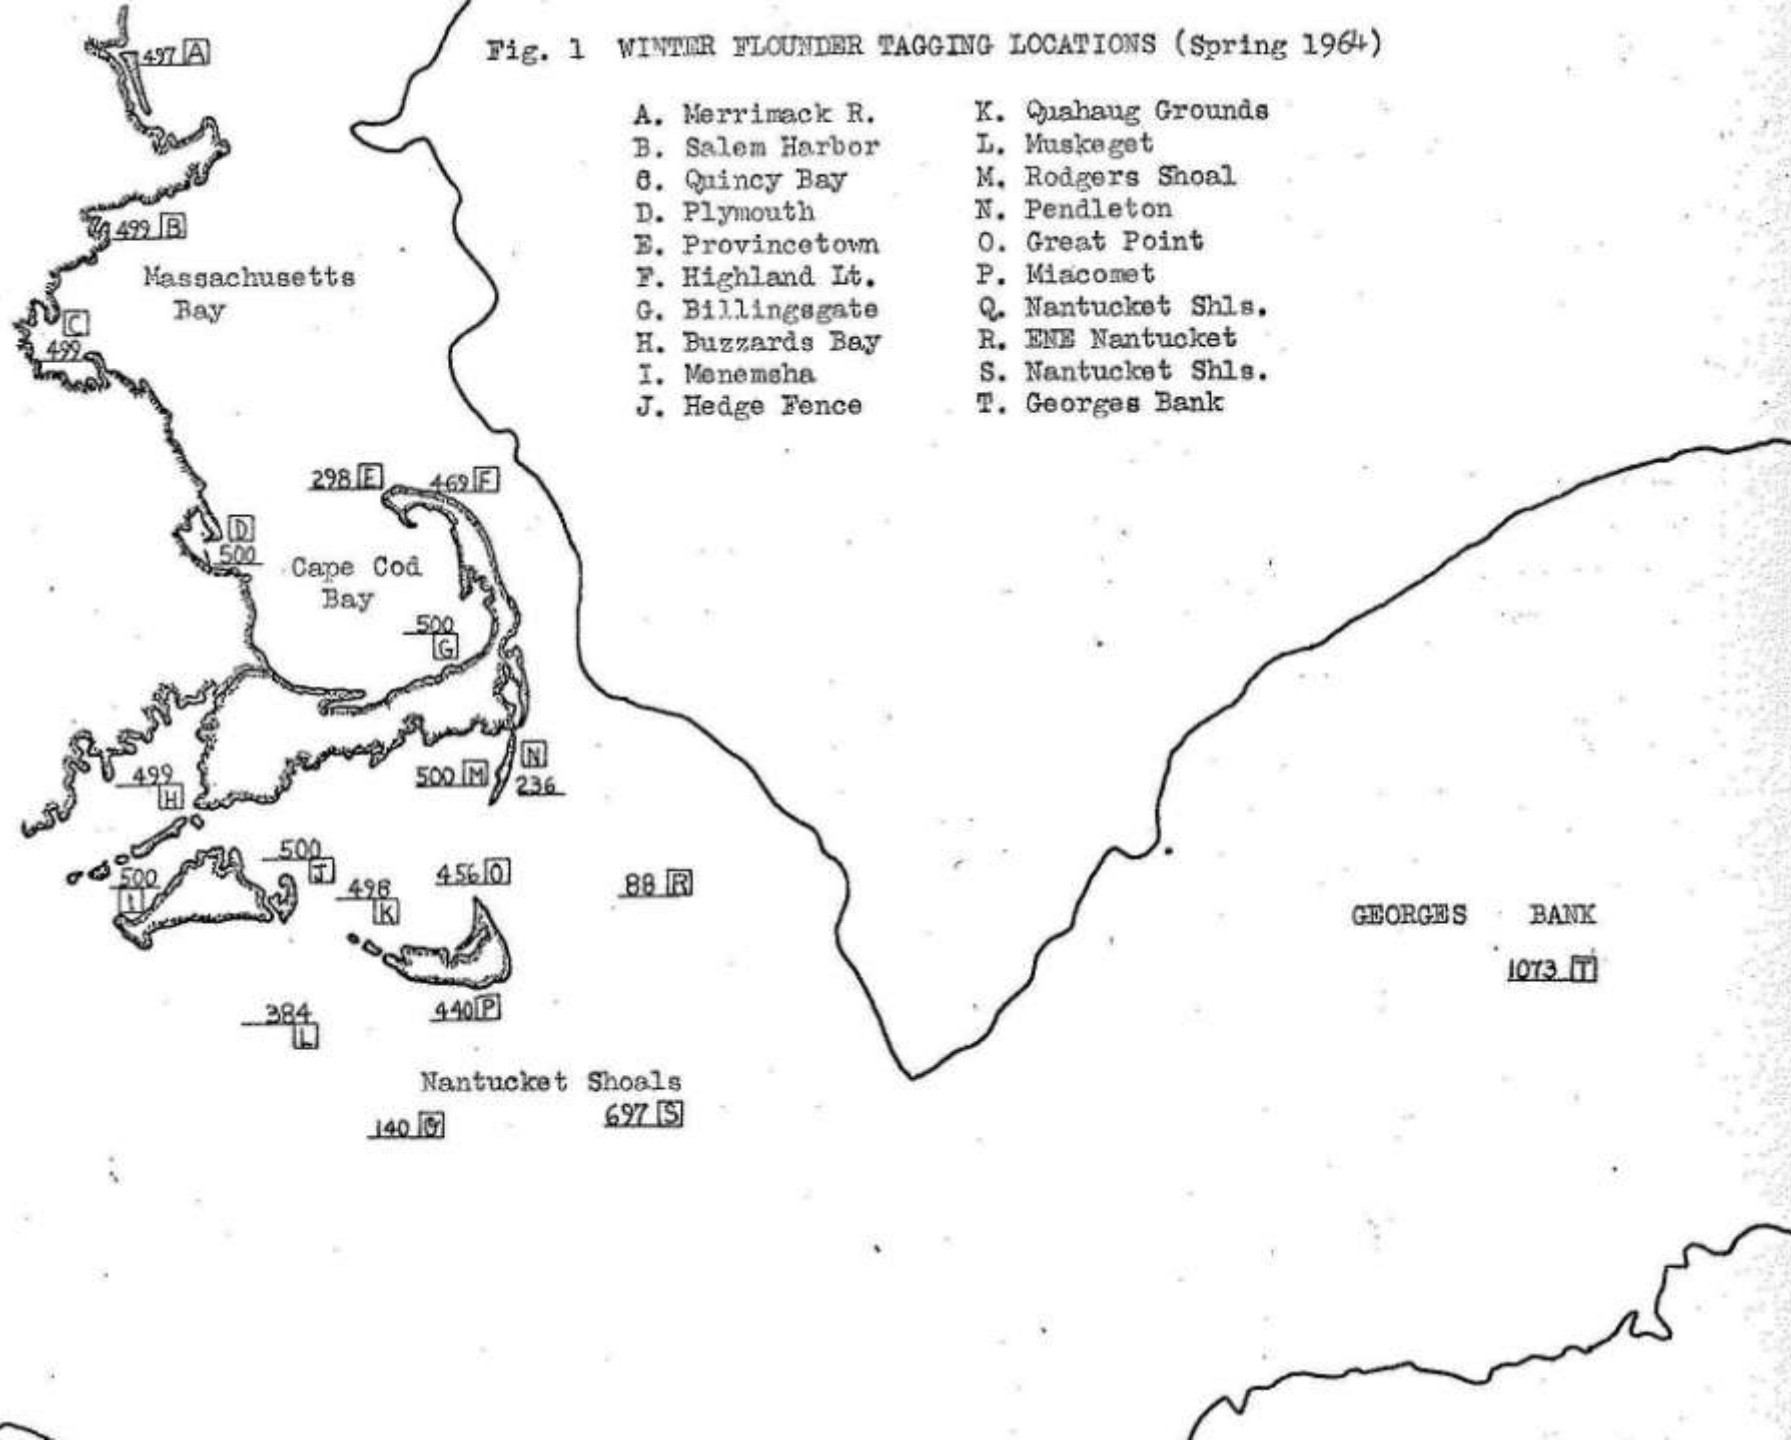 Fig. 1 WINTER FLOUNDER TAGGING LOCATIONS (Spring 1964)
A. Merrimack R.
B. Salem Harbor
C. Quincy Bay
D. Plymouth
E. Provincetown
F. Highland Lt.
G. Billingsgate
H. Buzzards Bay
I. Menemsha
J. Hedge Fence
K. Quahaug Grounds
L. Muskeget
M. Rodgers Shoal
N. Pendleton
O. Great Point
P. Miacomet
Q. Nantucket Shls.
R. ENE Nantucket
S. Nantucket Shls.
T. Georges Bank
497 A
499 B
Massachusetts
Bay
C
499
298 E
469 F
D
500
Cape Cod
Bay
500
G
N
236
500 M
499
H
500
J
500
I
498
K
456 O
88 R
GEORGES BANK
1073 T
440 P
384
L
Nantucket Shoals
697 S
140 Q